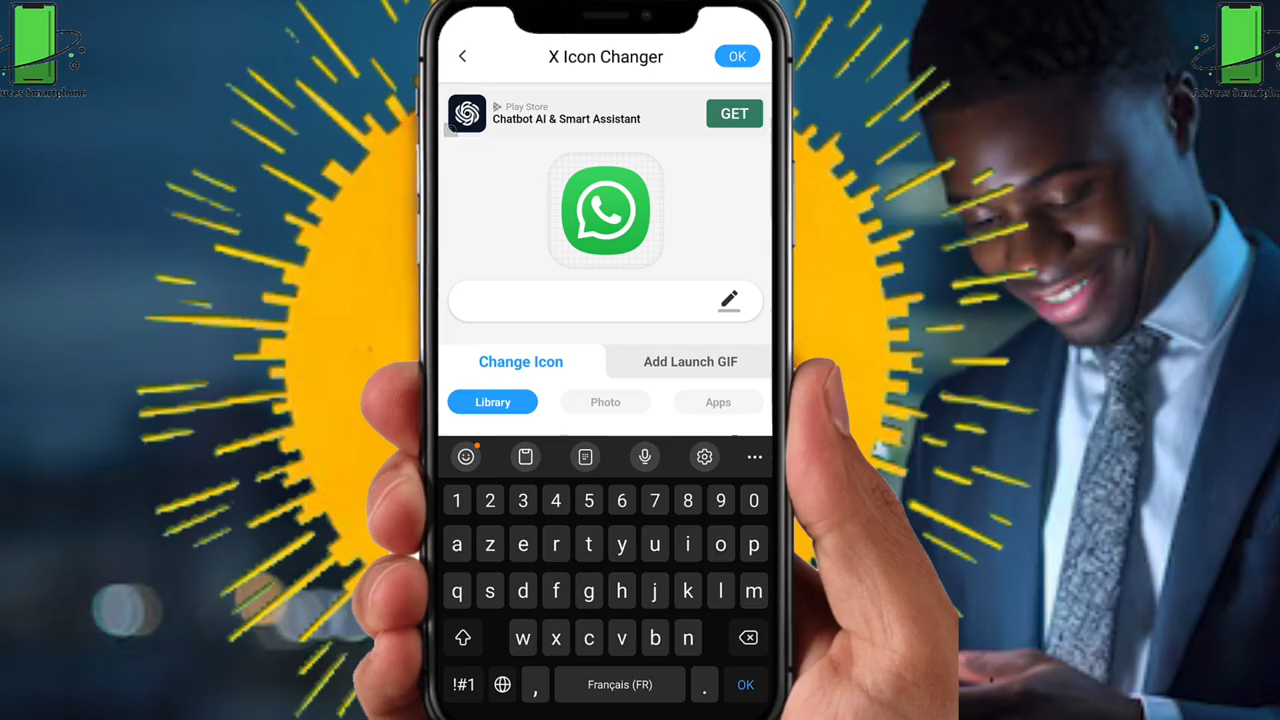 X Icon Changer
OK
Play Store
Chatbot AI & Smart Assistant
GET
Change Icon
Add Launch GIF
Library
Photo
Apps
1 2 3 4 5 6 7 8 9 0
a z e r t y u i o p
q s d f g h j k l m
w x c v b n
!#1 , Français (FR) . OK
Smartphone